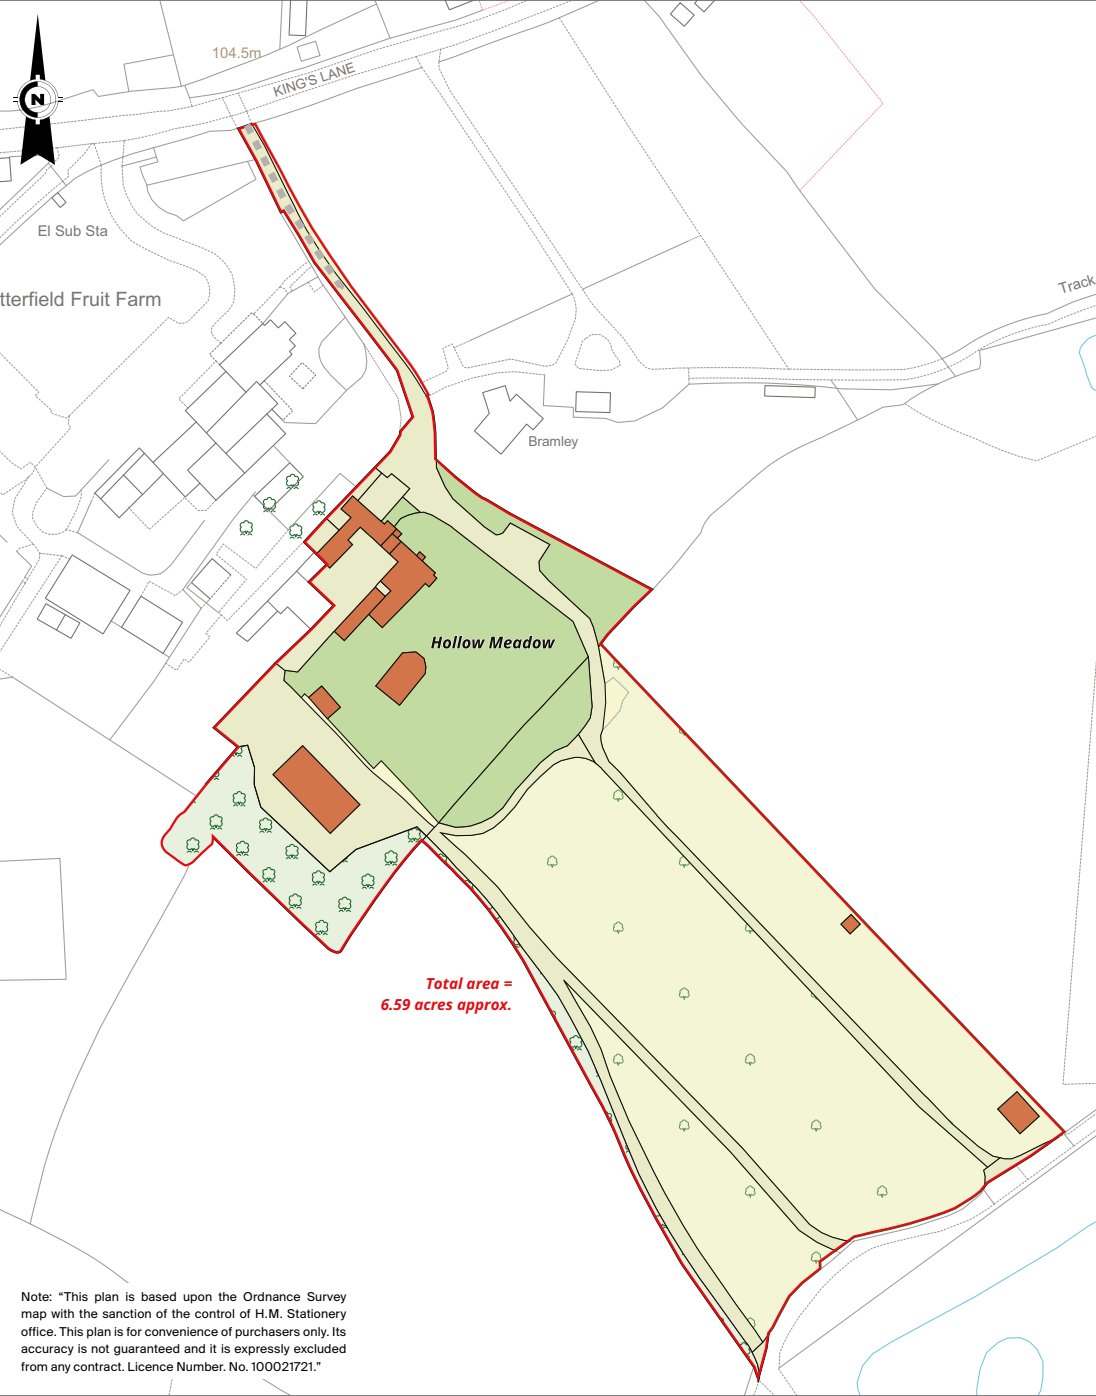 104.5m
KING'S LANE
N
El Sub Sta
tterfield Fruit Farm
Track
Bramley
Hollow Meadow
Total area =
6.59 acres approx.
Note: “This plan is based upon the Ordnance Survey
map with the sanction of the control of H.M. Stationery
office. This plan is for convenience of purchasers only. Its
accuracy is not guaranteed and it is expressly excluded
from any contract. Licence Number. No. 100021721.”